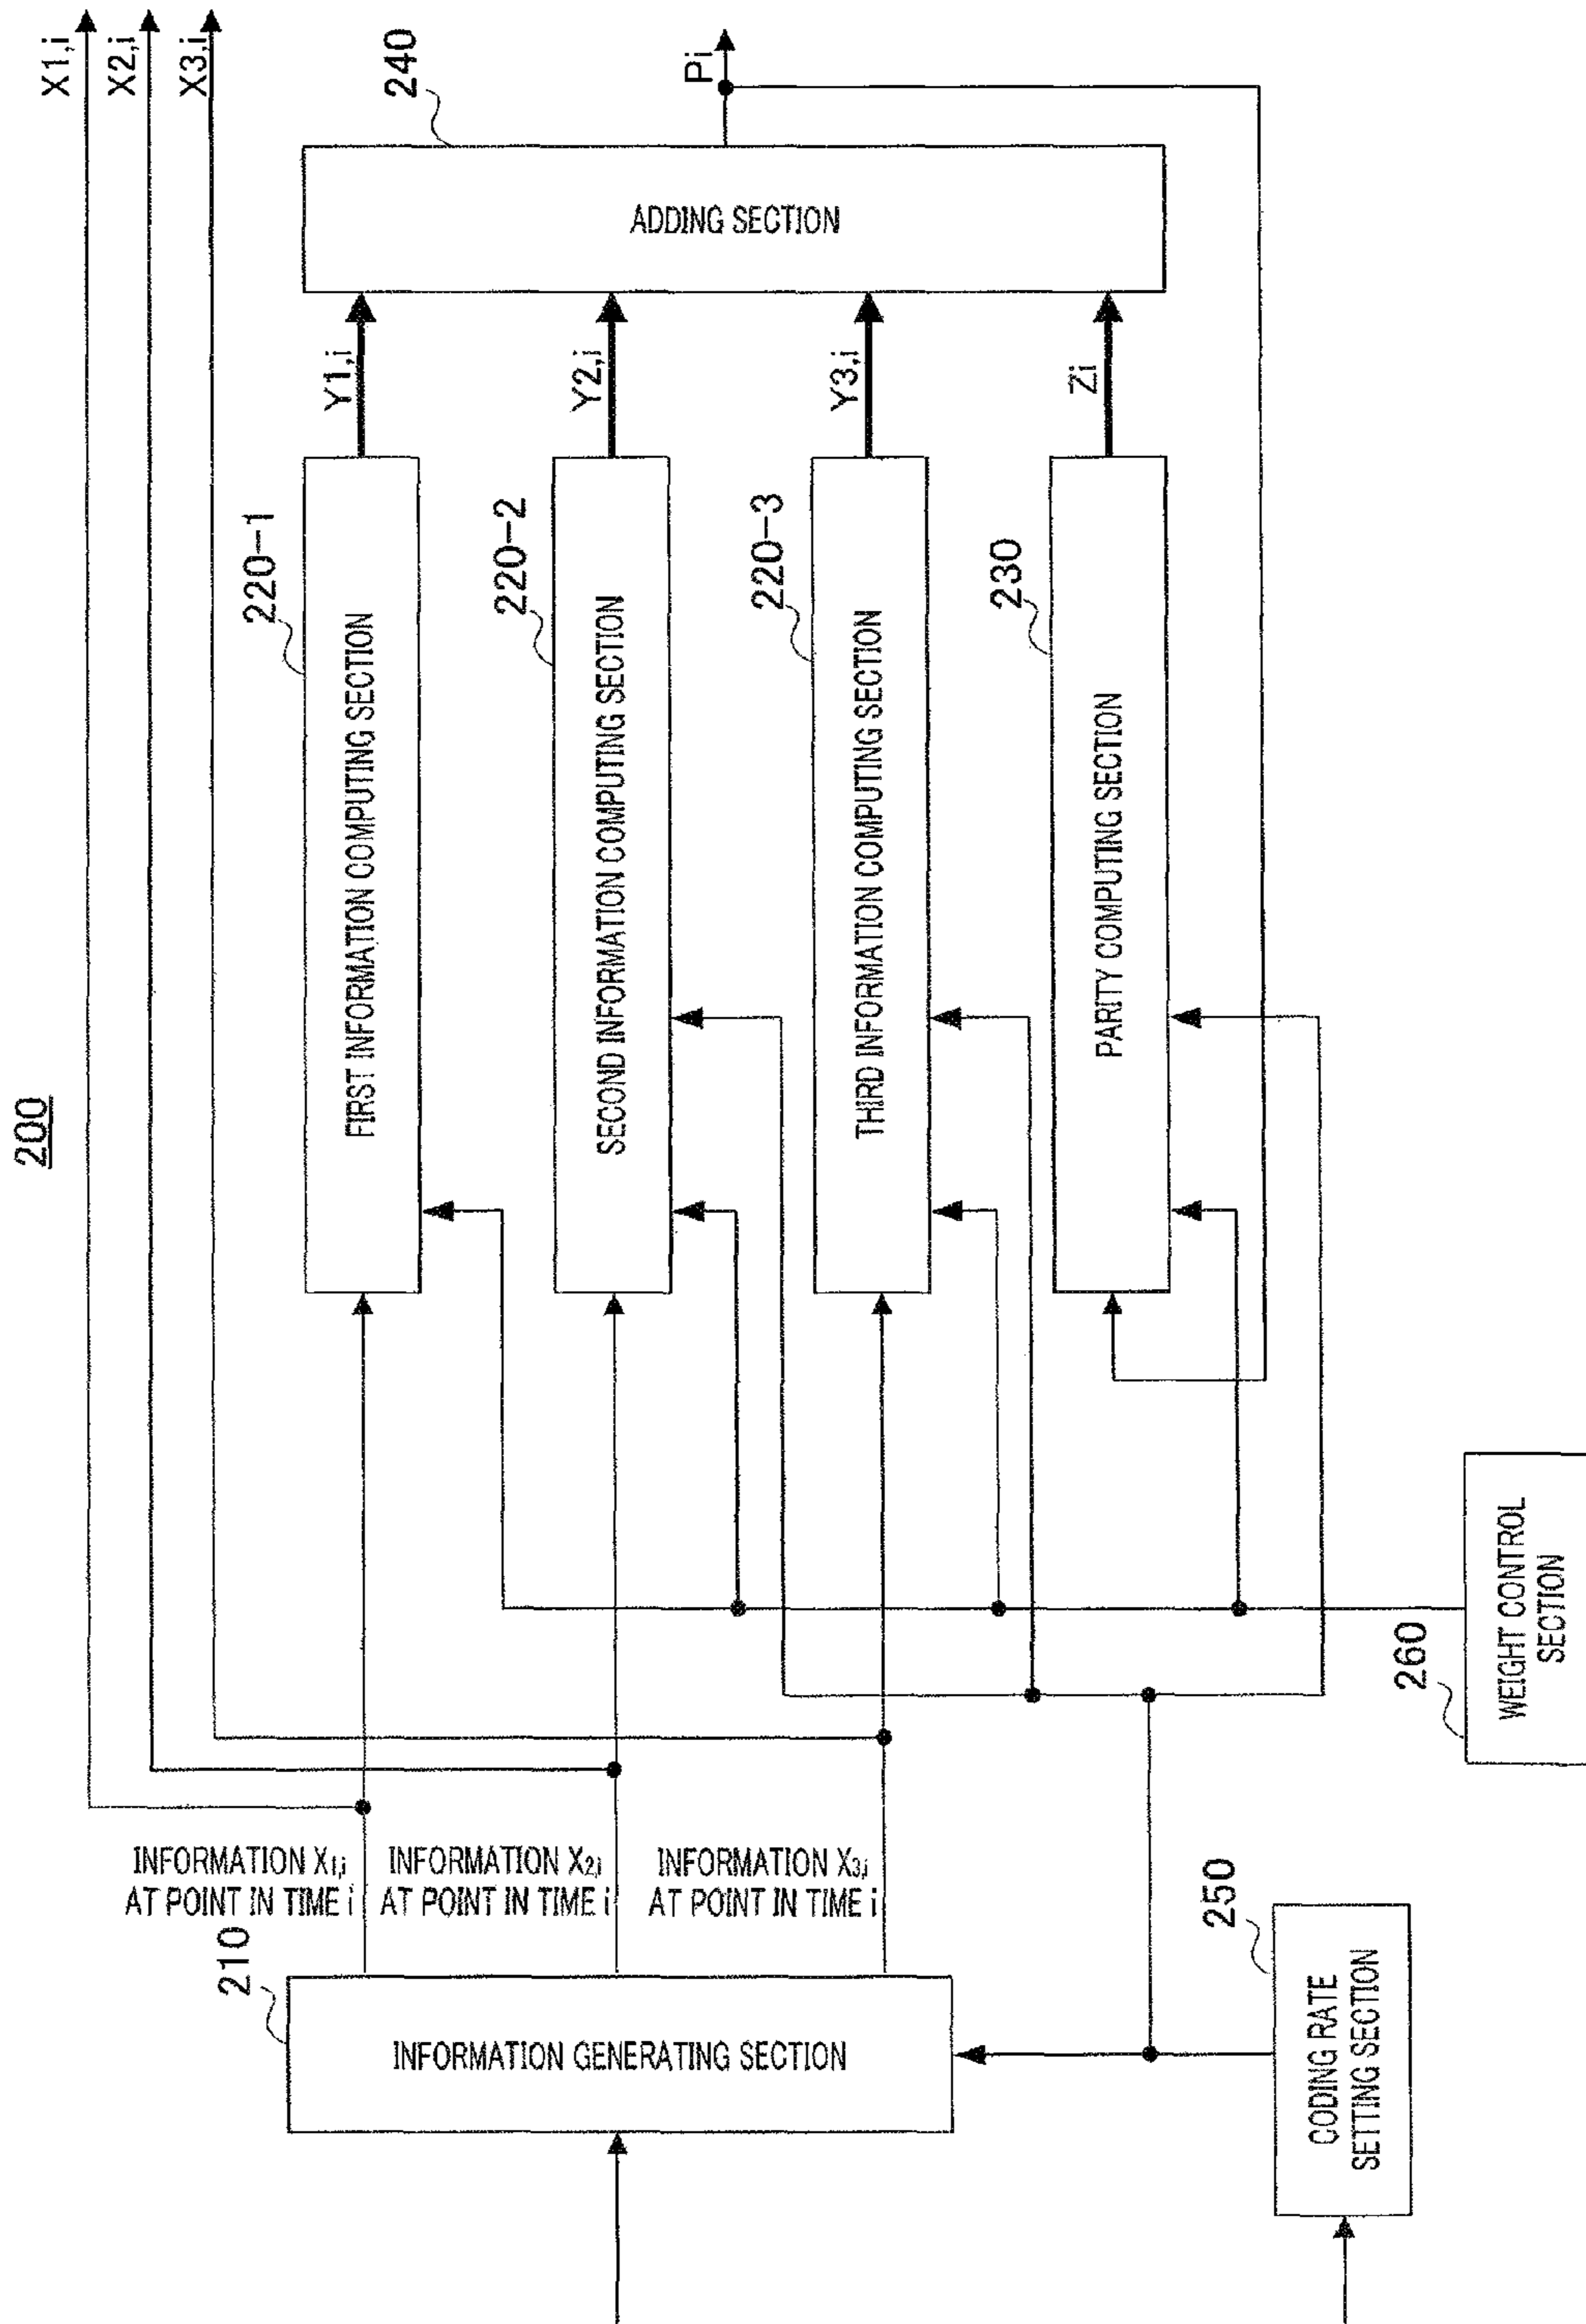 200
X1,i
X2,i
X3,i
INFORMATION X1,i
AT POINT IN TIME i
INFORMATION X2,i
AT POINT IN TIME i
INFORMATION X3,i
AT POINT IN TIME i
210
INFORMATION GENERATING SECTION
220-1
FIRST INFORMATION COMPUTING SECTION
Y1,i
220-2
SECOND INFORMATION COMPUTING SECTION
Y2,i
220-3
THIRD INFORMATION COMPUTING SECTION
Y3,i
230
PARITY COMPUTING SECTION
Zi
240
ADDING SECTION
Pi
250
CODING RATE
SETTING SECTION
260
WEIGHT CONTROL
SECTION